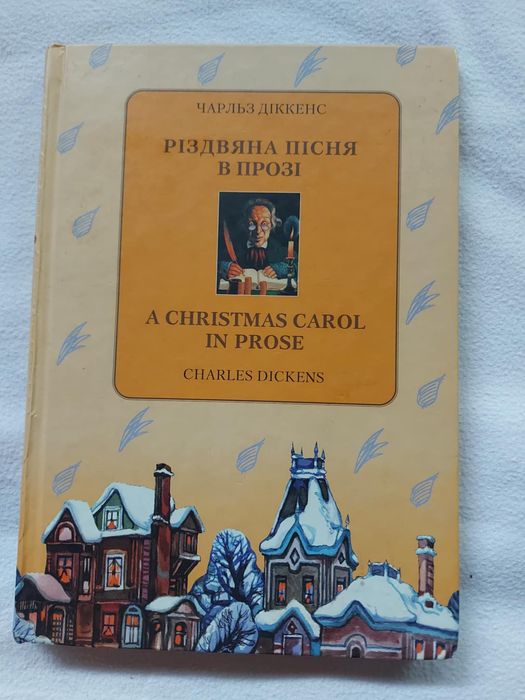 ЧАРЛЬЗ ДІККЕНС
РІЗДВЯНА ПІСНЯ
В ПРОЗІ
A CHRISTMAS CAROL
IN PROSE
CHARLES DICKENS